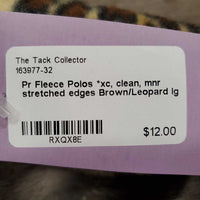 The Tack Collector
163977-32
Pr Fleece Polos *xc, clean, mnr
stretched edges Brown/Leopard lg
RXQX8E
$12.00